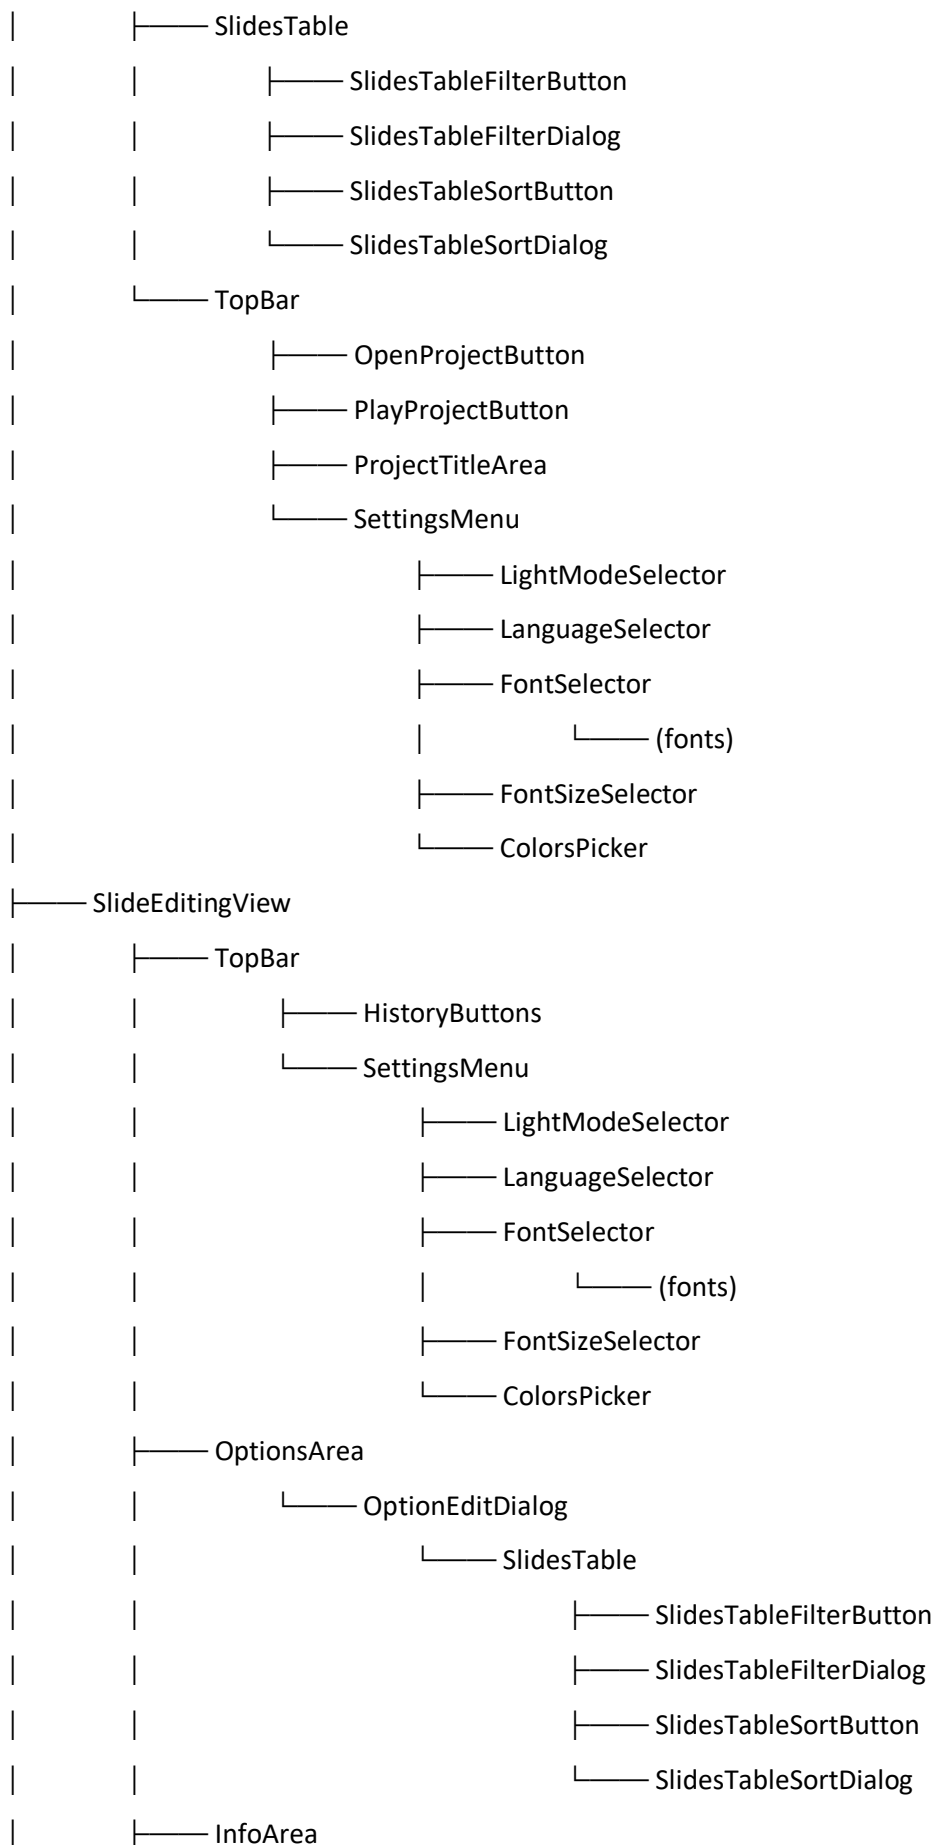 SlidesTable
SlidesTableFilterButton
SlidesTableFilterDialog
SlidesTableSortButton
SlidesTableSortDialog
TopBar
OpenProjectButton
PlayProjectButton
ProjectTitleArea
SettingsMenu
LightModeSelector
LanguageSelector
FontSelector
(fonts)
FontSizeSelector
ColorsPicker
SlideEditingView
TopBar
HistoryButtons
SettingsMenu
LightModeSelector
LanguageSelector
FontSelector
(fonts)
FontSizeSelector
ColorsPicker
OptionsArea
OptionEditDialog
SlidesTable
SlidesTableFilterButton
SlidesTableFilterDialog
SlidesTableSortButton
SlidesTableSortDialog
InfoArea